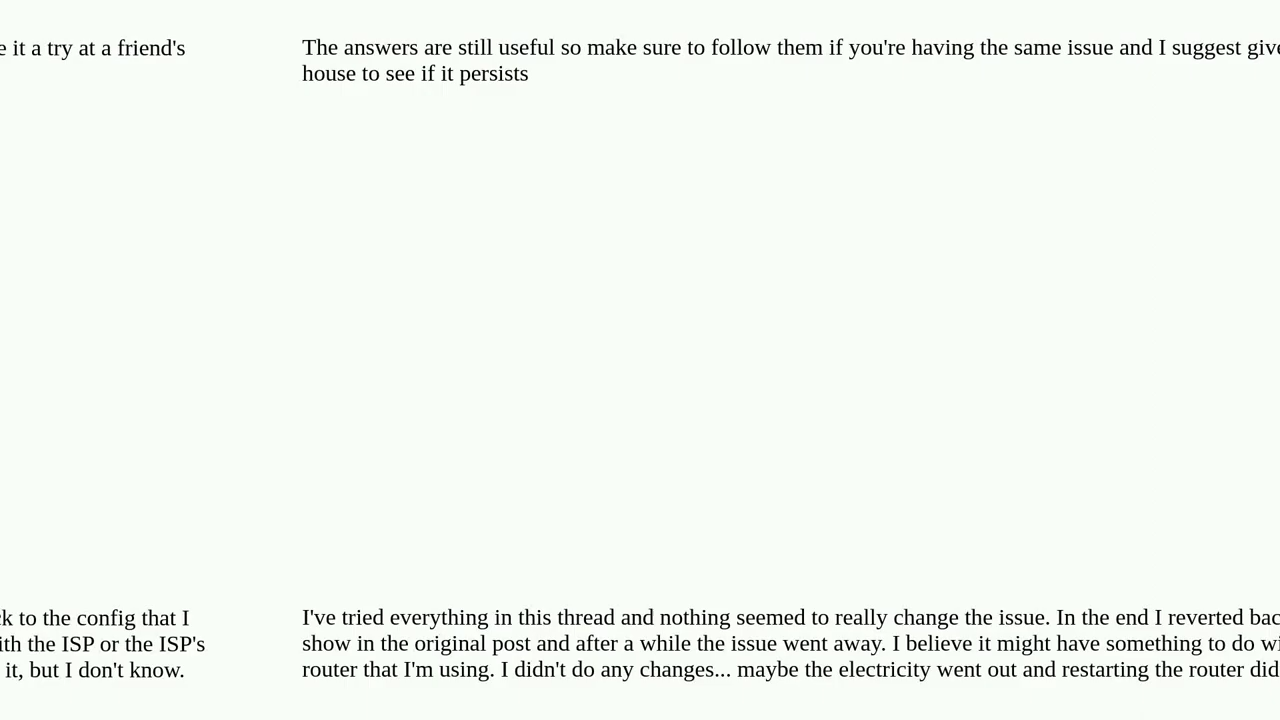 e it a try at a friend's
The answers are still useful so make sure to follow them if you're having the same issue and I suggest give
house to see if it persists
ck to the config that I
ith the ISP or the ISP's
it, but I don't know.
I've tried everything in this thread and nothing seemed to really change the issue. In the end I reverted bac
show in the original post and after a while the issue went away. I believe it might have something to do wi
router that I'm using. I didn't do any changes... maybe the electricity went out and restarting the router did